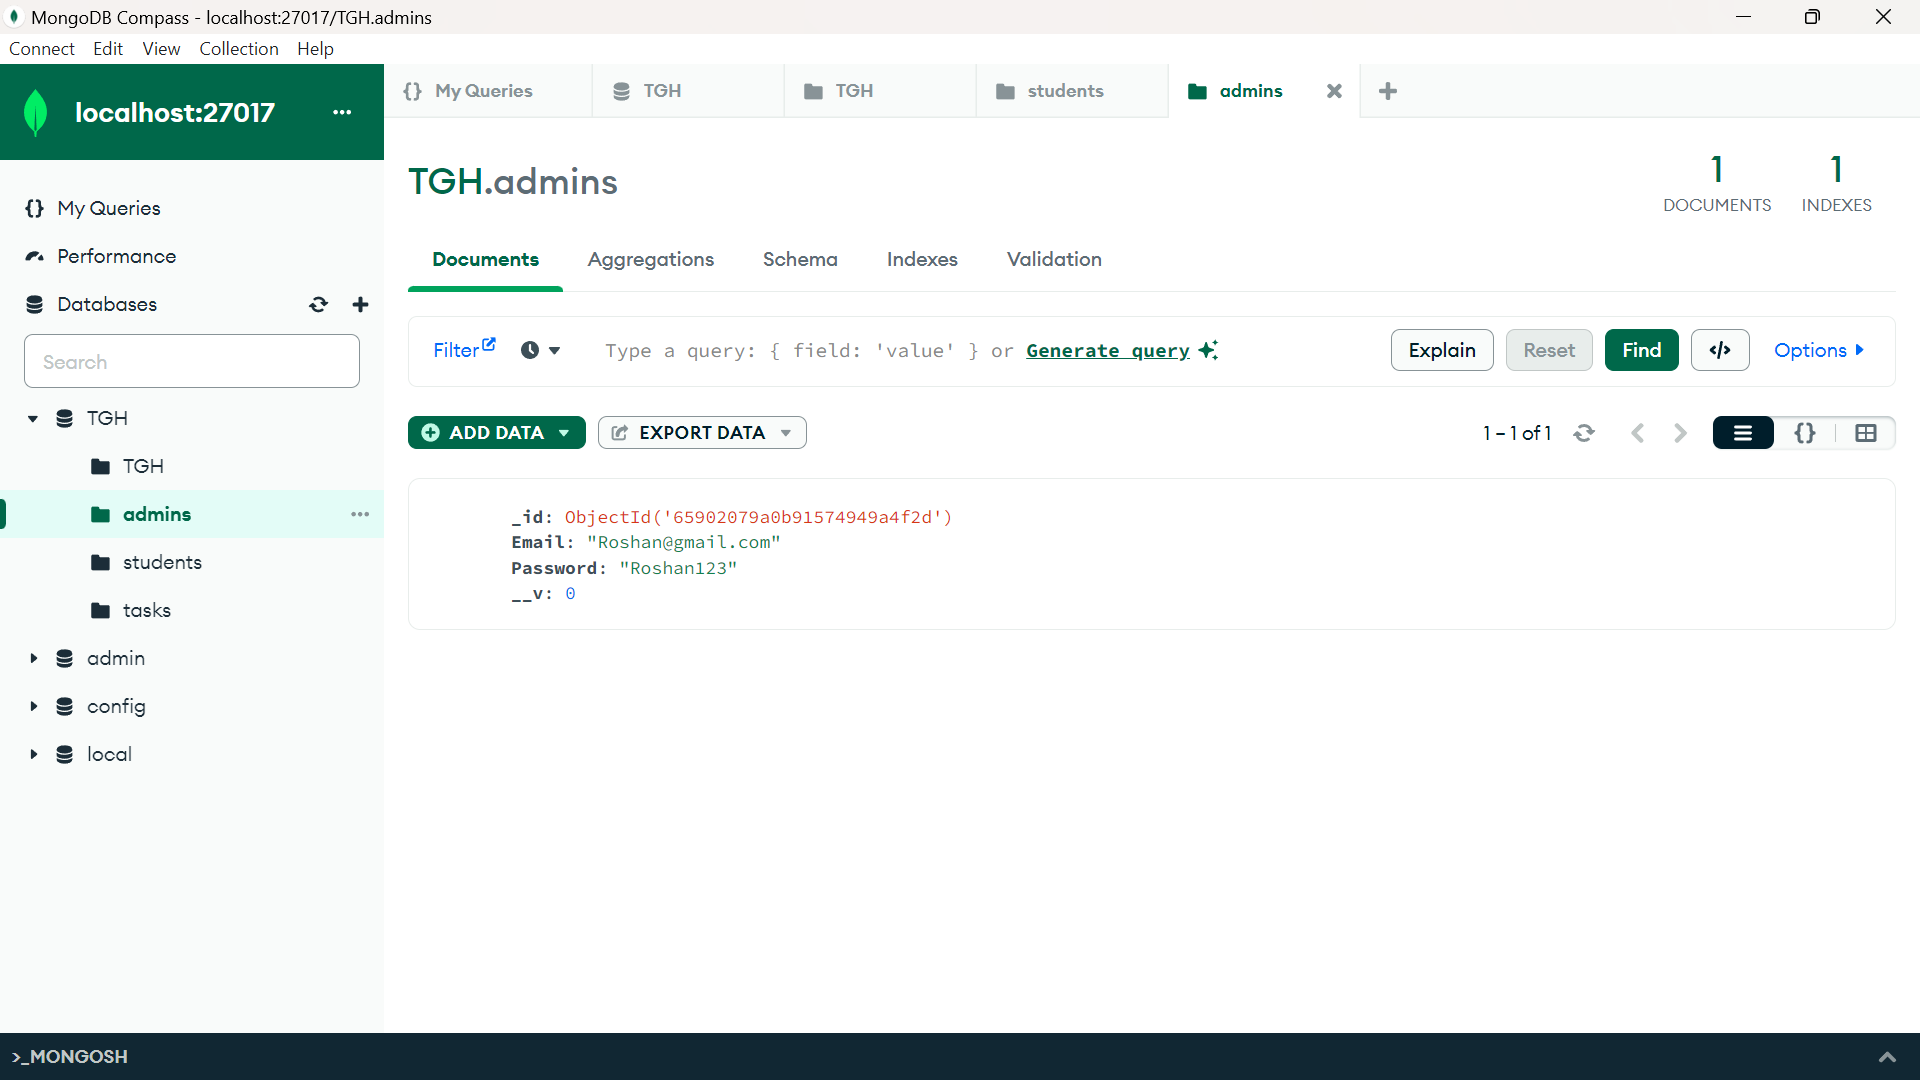 MongoDB Compass - localhost:27017/TGH.admins
Connect Edit View Collection Help
localhost:27017
My Queries
Performance
Databases
Search
TGH
TGH
admins
students
tasks
admin
config
local
My Queries TGH TGH students admins
TGH.admins
1 DOCUMENTS
1 INDEXES
Documents Aggregations Schema Indexes Validation
Filter Type a query: { field: 'value' } or Generate query Explain Reset Find </> Options
ADD DATA EXPORT DATA 1 – 1 of 1 {}
_id: ObjectId('65902079a0b91574949a4f2d')
Email: "Roshan@gmail.com"
Password: "Roshan123"
__v: 0
>_MONGOSH